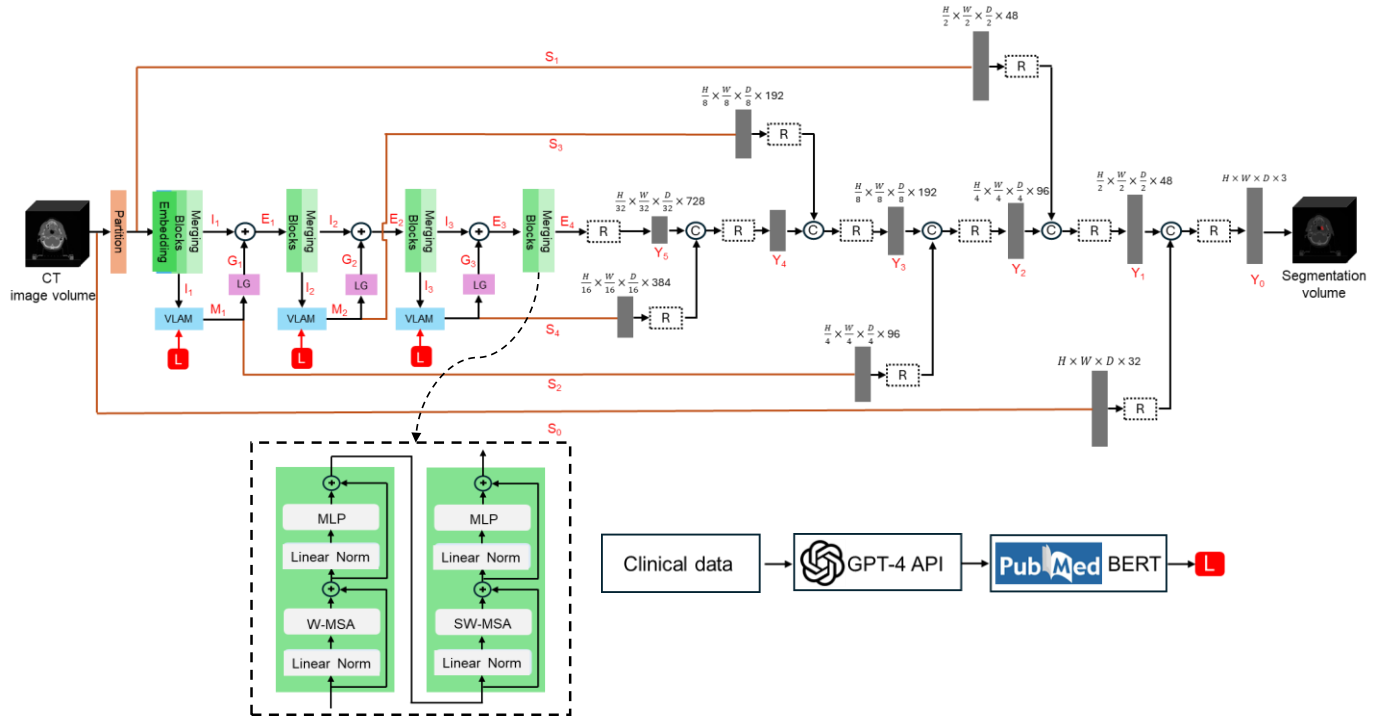 H/2 × W/2 × D/2 × 48
S1
R
H/8 × W/8 × D/8 × 192
S3
R
CT
image volume
Partition
Embedding
Blocks
Merging
I1
+
E1
G1
LG
I1
VLAM
M1
L
Blocks
Merging
I2
+
E2
G2
LG
I2
VLAM
M2
L
Blocks
Merging
I3
+
E3
G3
LG
I3
VLAM
L
Blocks
Merging
E4
R
H/32 × W/32 × D/32 × 728
Y5
C
R
Y4
C
R
H/8 × W/8 × D/8 × 192
Y3
C
R
H/4 × W/4 × D/4 × 96
Y2
C
R
H/2 × W/2 × D/2 × 48
Y1
C
R
H × W × D × 3
Y0
Segmentation
volume
H/16 × W/16 × D/16 × 384
S4
R
H/4 × W/4 × D/4 × 96
S2
R
H × W × D × 32
S0
R
+
MLP
Linear Norm
+
W-MSA
Linear Norm
+
MLP
Linear Norm
+
SW-MSA
Linear Norm
Clinical data
GPT-4 API
PubMed BERT
L